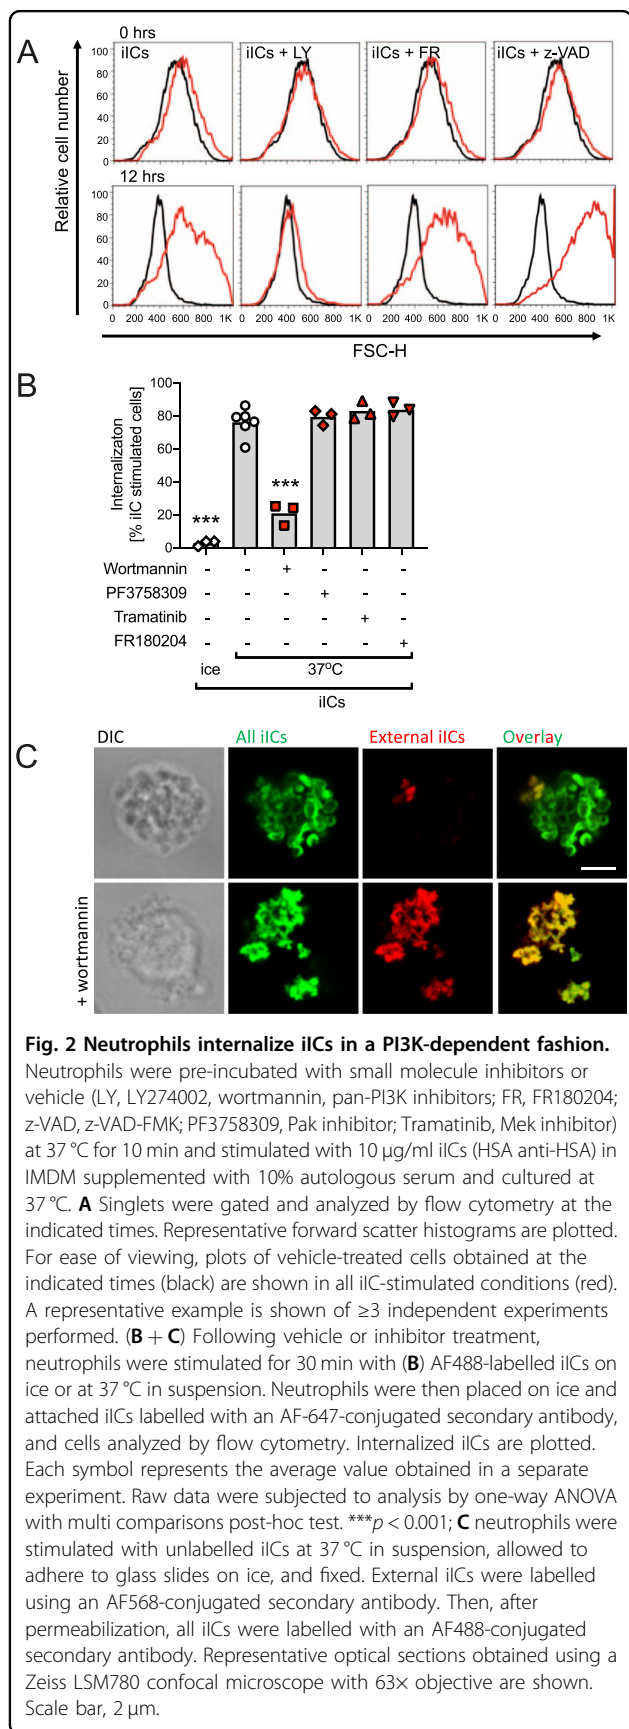 A
0 hrs
iICs
iICs + LY
iICs + FR
iICs + z-VAD
100
80
60
40
20
0
12 hrs
100
80
60
40
20
0
0 200 400 600 800 1K 0 200 400 600 800 1K 0 200 400 600 800 1K 0 200 400 600 800 1K
Relative cell number
FSC-H
B
Internalizaton
[% iIC stimulated cells]
100
80
60
40
20
0
***
***
Wortmannin - - + - - -
PF3758309 - - - + - -
Tramatinib - - - - + -
FR180204 - - - - - +
ice 37°C
iICs
C
DIC All iICs External iICs Overlay
+ wortmannin
Fig. 2 Neutrophils internalize iICs in a PI3K-dependent fashion.
Neutrophils were pre-incubated with small molecule inhibitors or
vehicle (LY, LY274002, wortmannin, pan-PI3K inhibitors; FR, FR180204;
z-VAD, z-VAD-FMK; PF3758309, Pak inhibitor; Tramatinib, Mek inhibitor)
at 37 °C for 10 min and stimulated with 10 µg/ml iICs (HSA anti-HSA) in
IMDM supplemented with 10% autologous serum and cultured at
37 °C. A Singlets were gated and analyzed by flow cytometry at the
indicated times. Representative forward scatter histograms are plotted.
For ease of viewing, plots of vehicle-treated cells obtained at the
indicated times (black) are shown in all iIC-stimulated conditions (red).
A representative example is shown of ≥3 independent experiments
performed. (B + C) Following vehicle or inhibitor treatment,
neutrophils were stimulated for 30 min with (B) AF488-labelled iICs on
ice or at 37 °C in suspension. Neutrophils were then placed on ice and
attached iICs labelled with an AF-647-conjugated secondary antibody,
and cells analyzed by flow cytometry. Internalized iICs are plotted.
Each symbol represents the average value obtained in a separate
experiment. Raw data were subjected to analysis by one-way ANOVA
with multi comparisons post-hoc test. ***p < 0.001; C neutrophils were
stimulated with unlabelled iICs at 37 °C in suspension, allowed to
adhere to glass slides on ice, and fixed. External iICs were labelled
using an AF568-conjugated secondary antibody. Then, after
permeabilization, all iICs were labelled with an AF488-conjugated
secondary antibody. Representative optical sections obtained using a
Zeiss LSM780 confocal microscope with 63× objective are shown.
Scale bar, 2 µm.